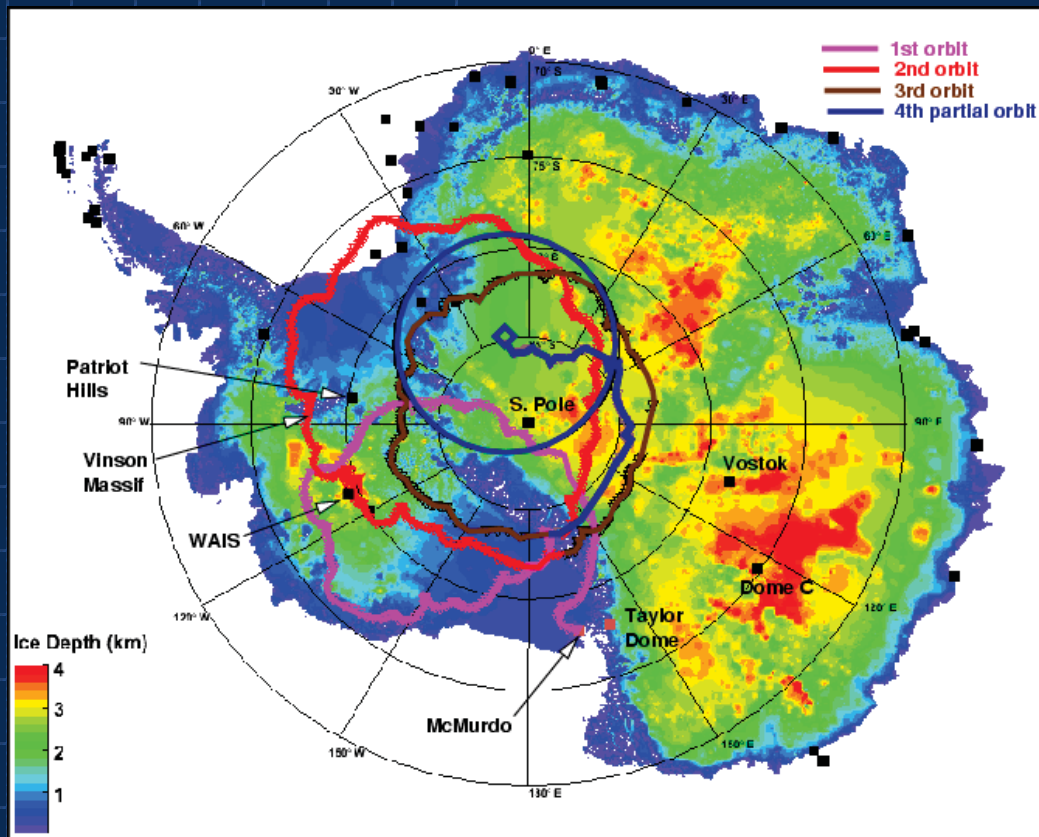 0° E
70° S
1st orbit
2nd orbit
3rd orbit
4th partial orbit
30° W
30° E
75° S
60° W
60° E
Patriot
Hills
S. Pole
90° W
90° E
Vinson
Massif
Vostok
WAIS
Dome C
120° W
120° E
Taylor
Dome
Ice Depth (km)
4
3
2
1
McMurdo
150° W
150° E
180° E